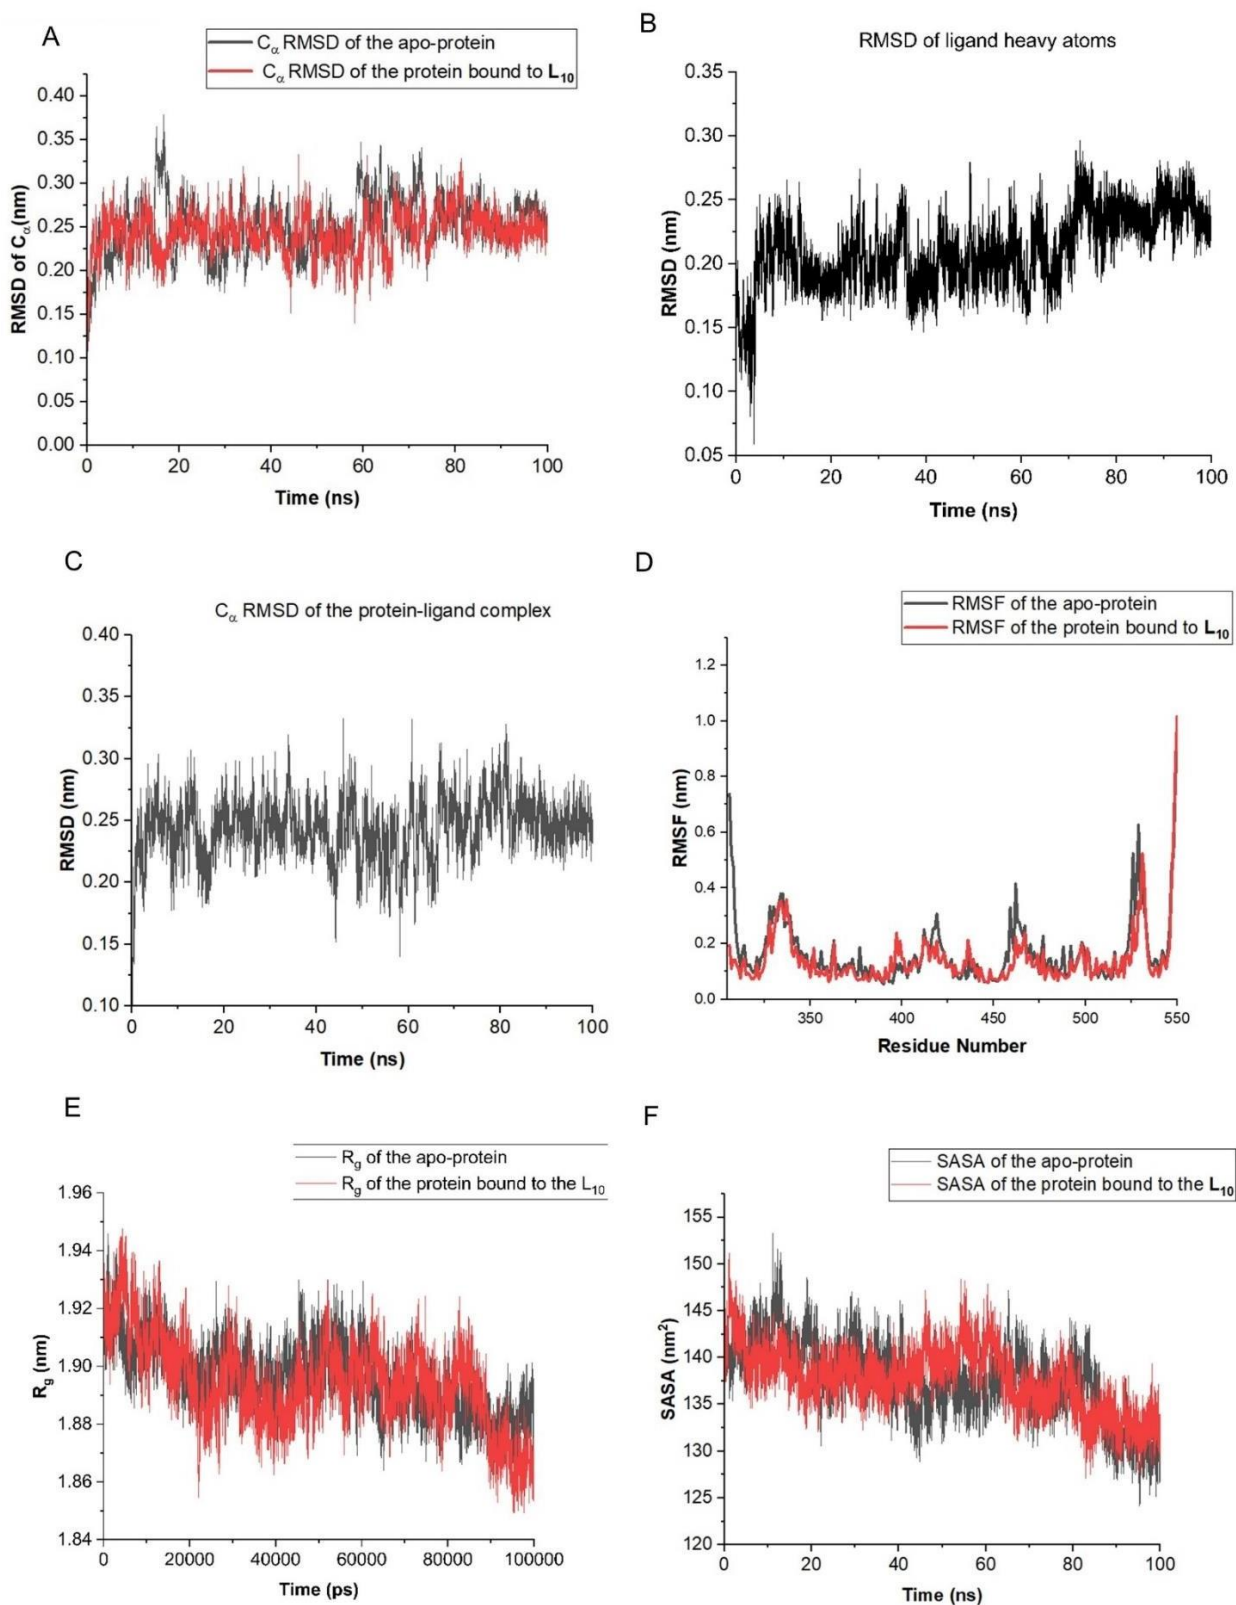 A
Cα RMSD of the apo-protein
Cα RMSD of the protein bound to L10
RMSD of Cα(nm)
0.40
0.35
0.30
0.25
0.20
0.15
0.10
0.05
0.00
0 20 40 60 80 100
Time (ns)
B
RMSD of ligand heavy atoms
RMSD (nm)
0.35
0.30
0.25
0.20
0.15
0.10
0.05
0 20 40 60 80 100
Time (ns)
C
Cα RMSD of the protein-ligand complex
RMSD (nm)
0.40
0.35
0.30
0.25
0.20
0.15
0.10
0 20 40 60 80 100
Time (ns)
D
RMSF of the apo-protein
RMSF of the protein bound to L10
RMSF (nm)
1.2
1.0
0.8
0.6
0.4
0.2
0.0
350 400 450 500 550
Residue Number
E
Rg of the apo-protein
Rg of the protein bound to the L10
Rg (nm)
1.96
1.94
1.92
1.90
1.88
1.86
1.84
0 20000 40000 60000 80000 100000
Time (ps)
F
SASA of the apo-protein
SASA of the protein bound to the L10
SASA (nm²)
155
150
145
140
135
130
125
120
0 20 40 60 80 100
Time (ns)